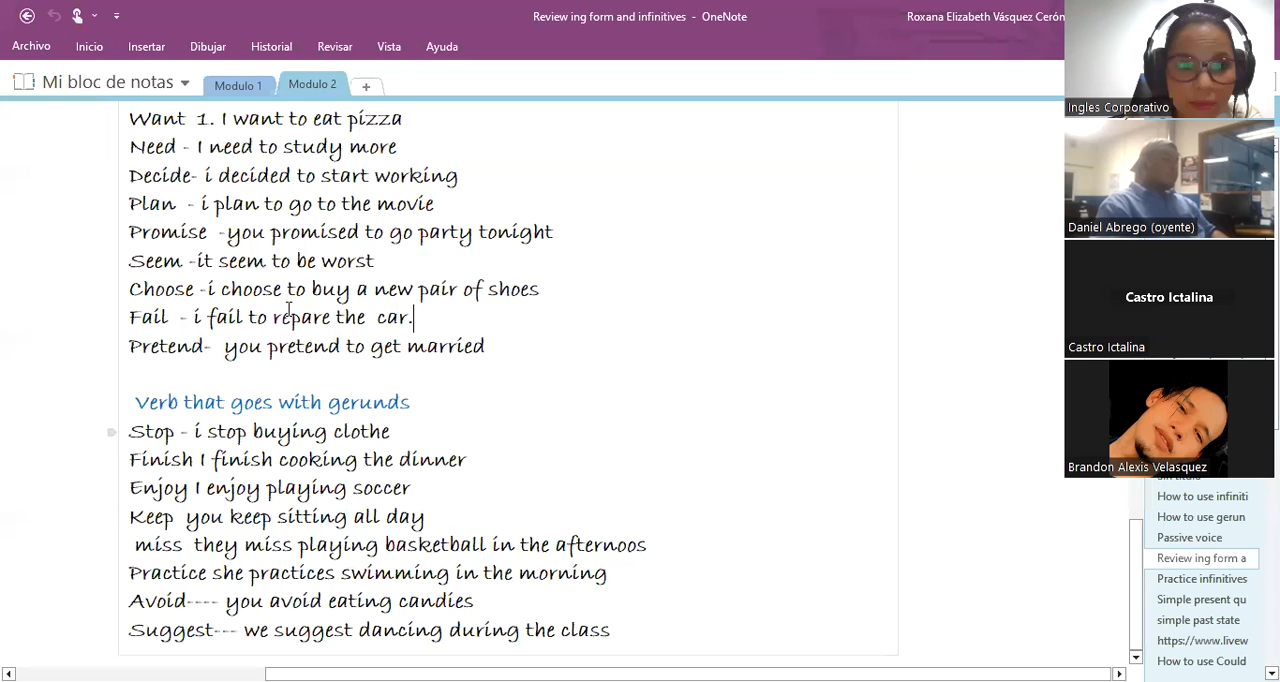 Review ing form and infinitives - OneNote
Roxana Elizabeth Vásquez Cerón
Archivo Inicio Insertar Dibujar Historial Revisar Vista Ayuda
Mi bloc de notas Modulo 1 Modulo 2 +
Want 1. I want to eat pizza
Need - I need to study more
Decide- i decided to start working
Plan - i plan to go to the movie
Promise -you promised to go party tonight
Seem -it seem to be worst
Choose -i choose to buy a new pair of shoes
Fail - i fail to repare the car.
Pretend- you pretend to get married
Verb that goes with gerunds
Stop - i stop buying clothe
Finish I finish cooking the dinner
Enjoy I enjoy playing soccer
Keep you keep sitting all day
miss they miss playing basketball in the afternoos
Practice she practices swimming in the morning
Avoid---- you avoid eating candies
Suggest--- we suggest dancing during the class
Ingles Corporativo
Daniel Abrego (oyente)
Castro Ictalina
Castro Ictalina
Brandon Alexis Velasquez
How to use infiniti
How to use gerun
Passive voice
Review ing form a
Practice infinitives
Simple present qu
simple past state
https://www.livew
How to use Could